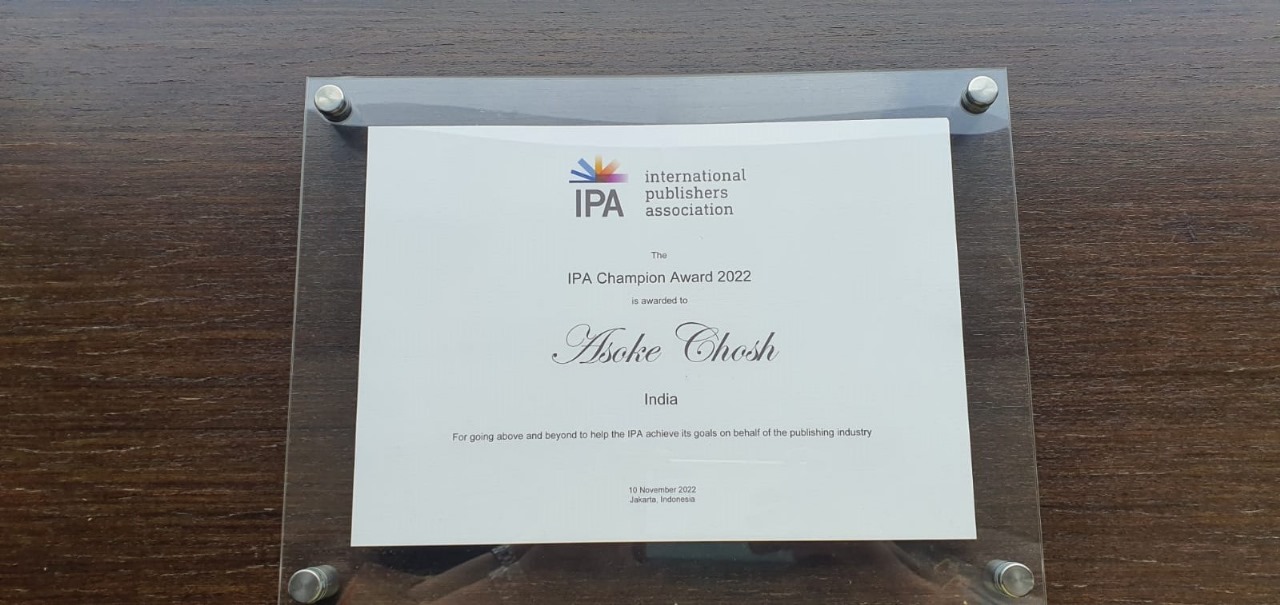 IPA
international
publishers
association
The
IPA Champion Award 2022
is awarded to
Asoke Chosh
India
For going above and beyond to help the IPA achieve its goals on behalf of the publishing industry
10 November 2022
Jakarta, Indonesia